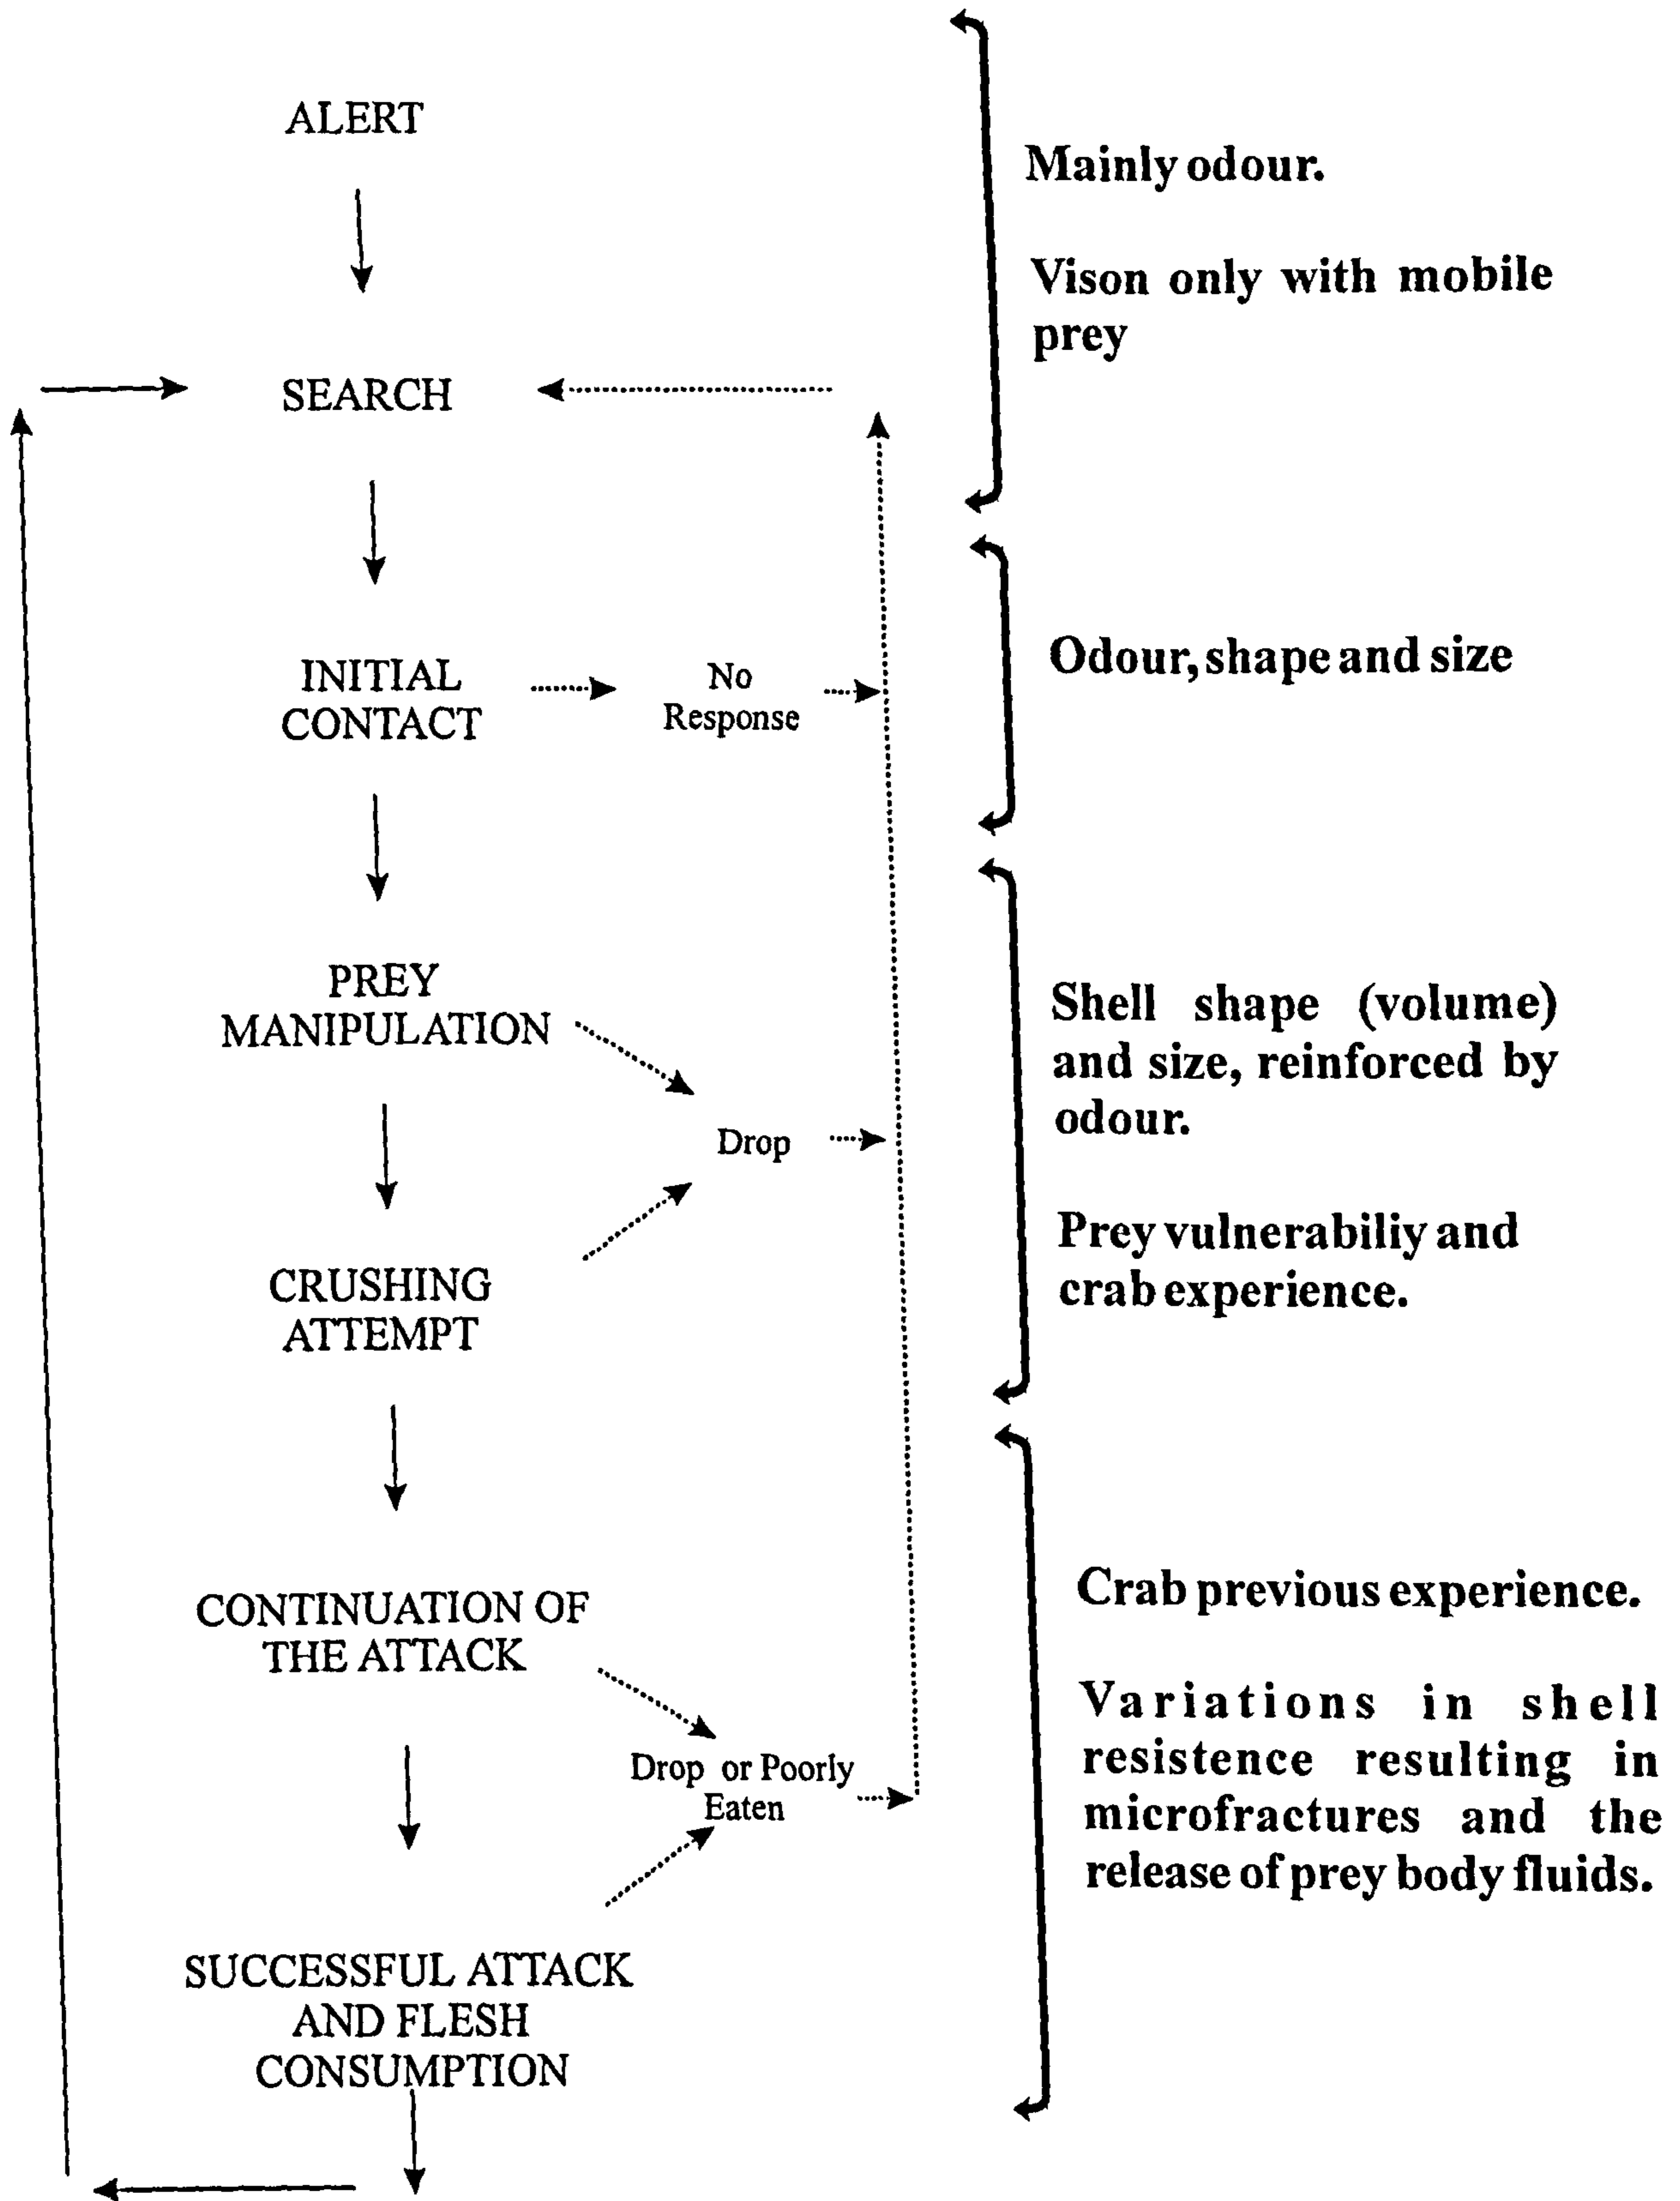 ALERT
Mainly odour.
Vison only with mobile
prey
SEARCH
INITIAL
CONTACT
No
Response
Odour, shape and size
PREY
MANIPULATION
Drop
Shell shape (volume)
and size, reinforced by
odour.
Prey vulnerabiliy and
crab experience.
CRUSHING
ATTEMPT
CONTINUATION OF
THE ATTACK
Crab previous experience.
Variations in shell
resistence resulting in
microfractures and the
release of prey body fluids.
Drop or Poorly
Eaten
SUCCESSFUL ATTACK
AND FLESH
CONSUMPTION